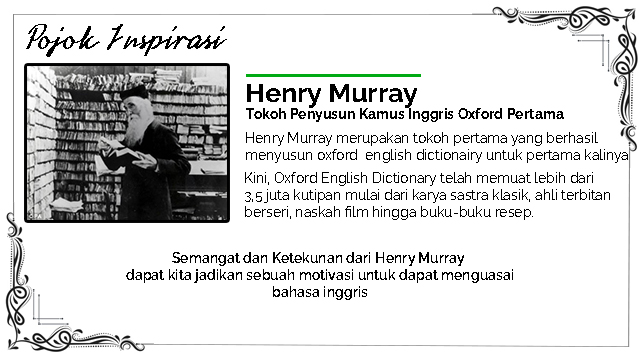 Pojok Inspirasi
Henry Murray
Tokoh Penyusun Kamus Inggris Oxford Pertama
Henry Murray merupakan tokoh pertama yang berhasil
menyusun oxford english dictionairy untuk pertama kalinya
Kini, Oxford English Dictionary telah memuat lebih dari
3,5 juta kutipan mulai dari karya sastra klasik, ahli terbitan
berseri, naskah film hingga buku-buku resep.
Semangat dan Ketekunan dari Henry Murray
dapat kita jadikan sebuah motivasi untuk dapat menguasai
bahasa inggris